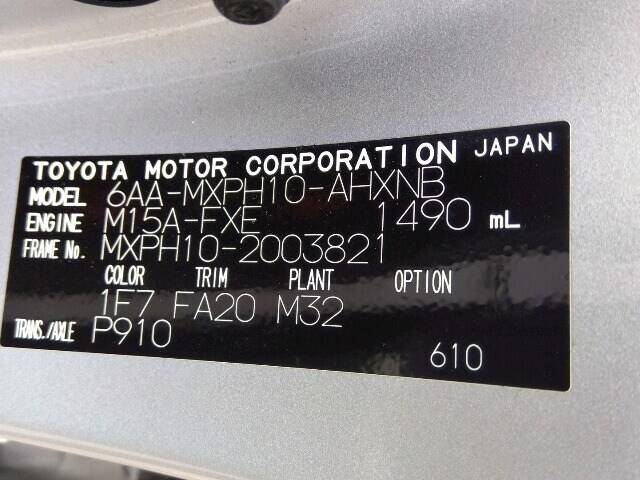 TOYOTA MOTOR CORPORATION JAPAN
MODEL 6AA-MXPH10-AHXNB
ENGINE M15A-FXE 1490 mL
FRAME No. MXPH10-2003821
COLOR TRIM PLANT OPTION
1F7 FA20 M32
TRANS./AXLE P910
610